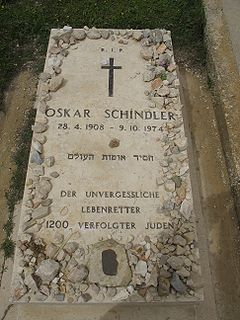 R.I.P.
OSKAR SCHINDLER
28.4.1908 – 9.10.1974
חסיד אומות העולם
DER UNVERGESSLICHE
LEBENRETTER
1200 VERFOLGTER JUDEN